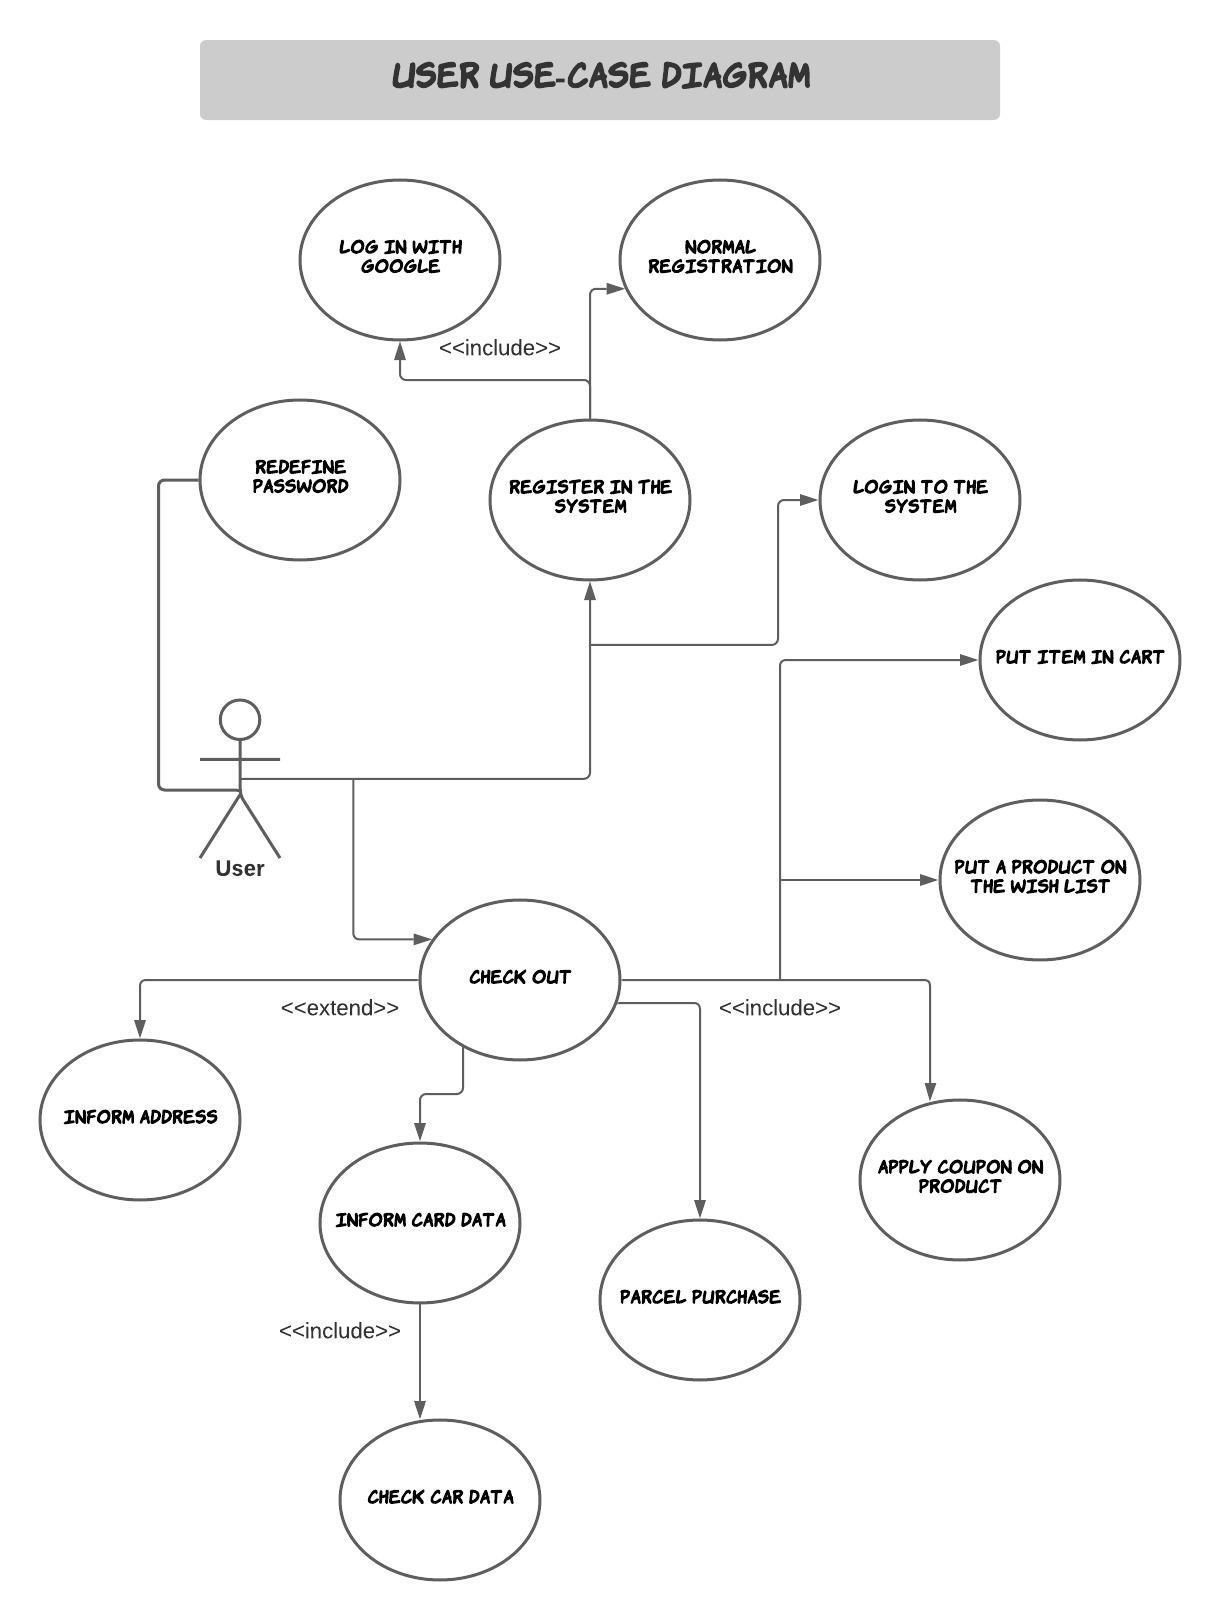 USER USE-CASE DIAGRAM
LOG IN WITH
GOOGLE
NORMAL
REGISTRATION
<<include>>
REDEFINE
PASSWORD
REGISTER IN THE
SYSTEM
LOGIN TO THE
SYSTEM
PUT ITEM IN CART
User
PUT A PRODUCT ON
THE WISH LIST
CHECK OUT
<<extend>>
<<include>>
INFORM ADDRESS
APPLY COUPON ON
PRODUCT
INFORM CARD DATA
PARCEL PURCHASE
<<include>>
CHECK CAR DATA